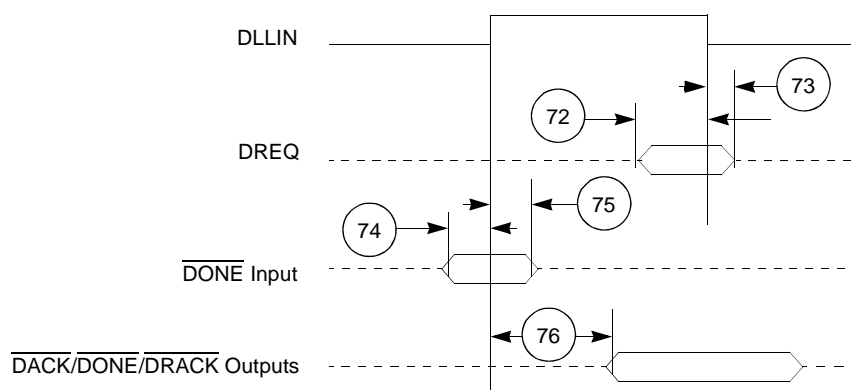 DLLIN
73
72
DREQ
75
74
DONE Input
76
DACK/DONE/DRACK Outputs